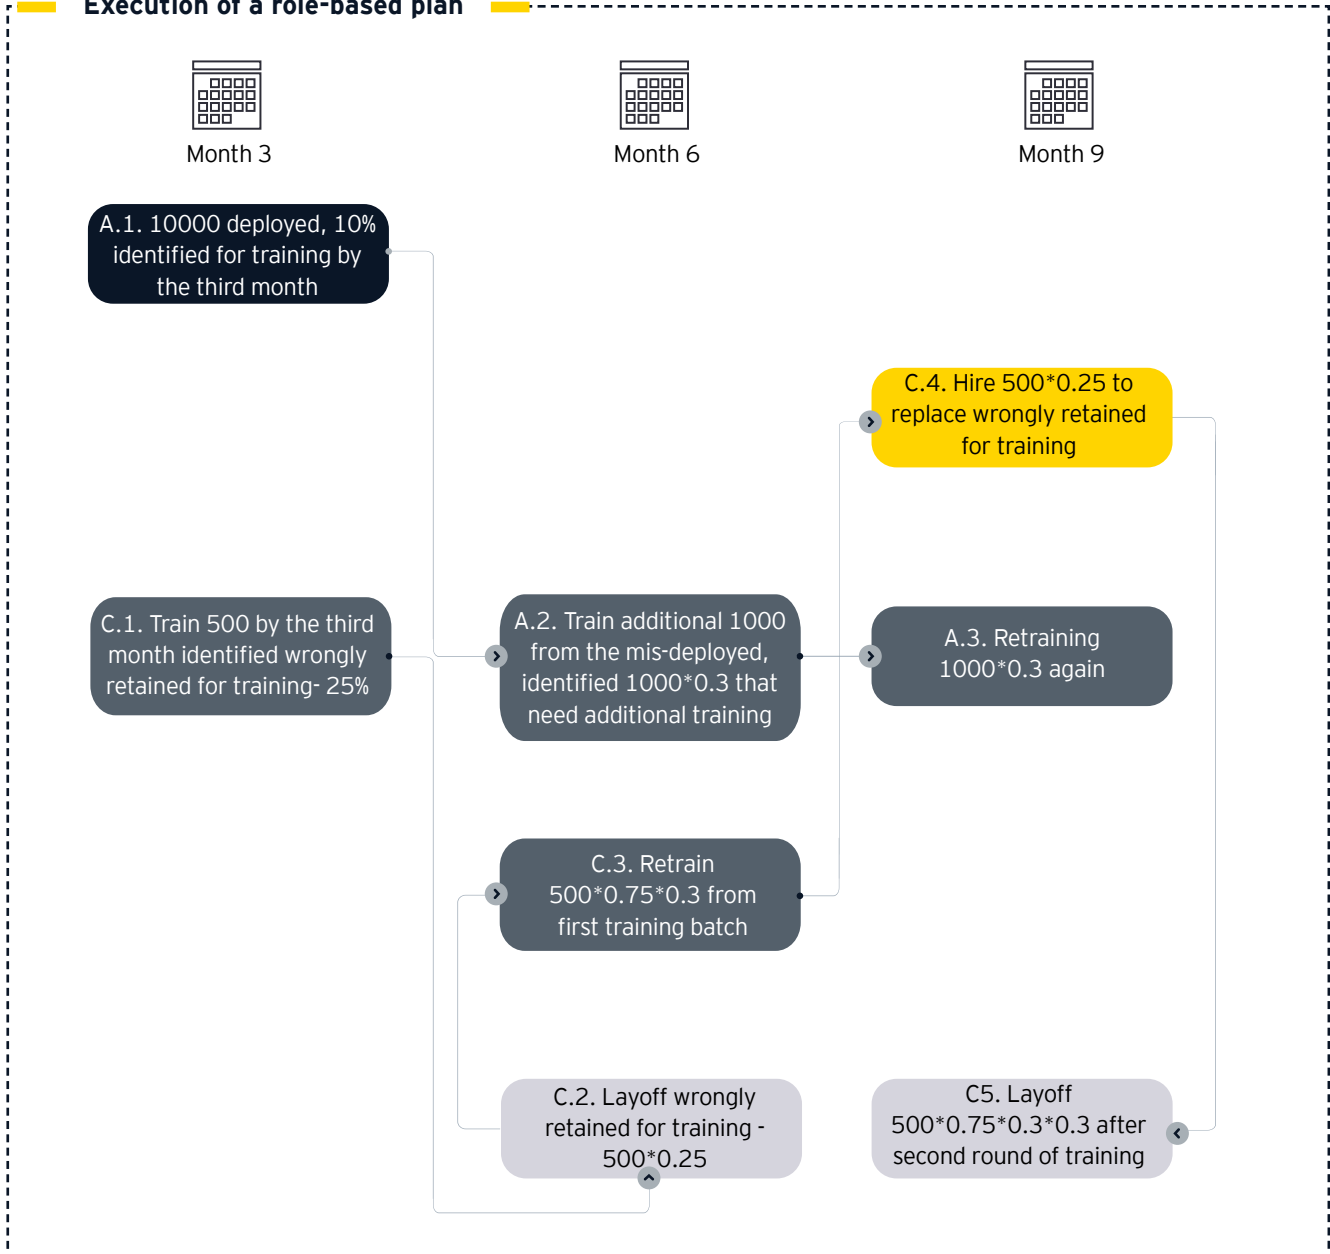 Execution of a role-based plan
Month 3
Month 6
Month 9
A.1. 10000 deployed, 10%
identified for training by
the third month
C.4. Hire 500*0.25 to
replace wrongly retained
for training
C.1. Train 500 by the third
month identified wrongly
retained for training- 25%
A.2. Train additional 1000
from the mis-deployed,
identified 1000*0.3 that
need additional training
A.3. Retraining
1000*0.3 again
C.3. Retrain
500*0.75*0.3 from
first training batch
C.2. Layoff wrongly
retained for training -
500*0.25
C5. Layoff
500*0.75*0.3*0.3 after
second round of training